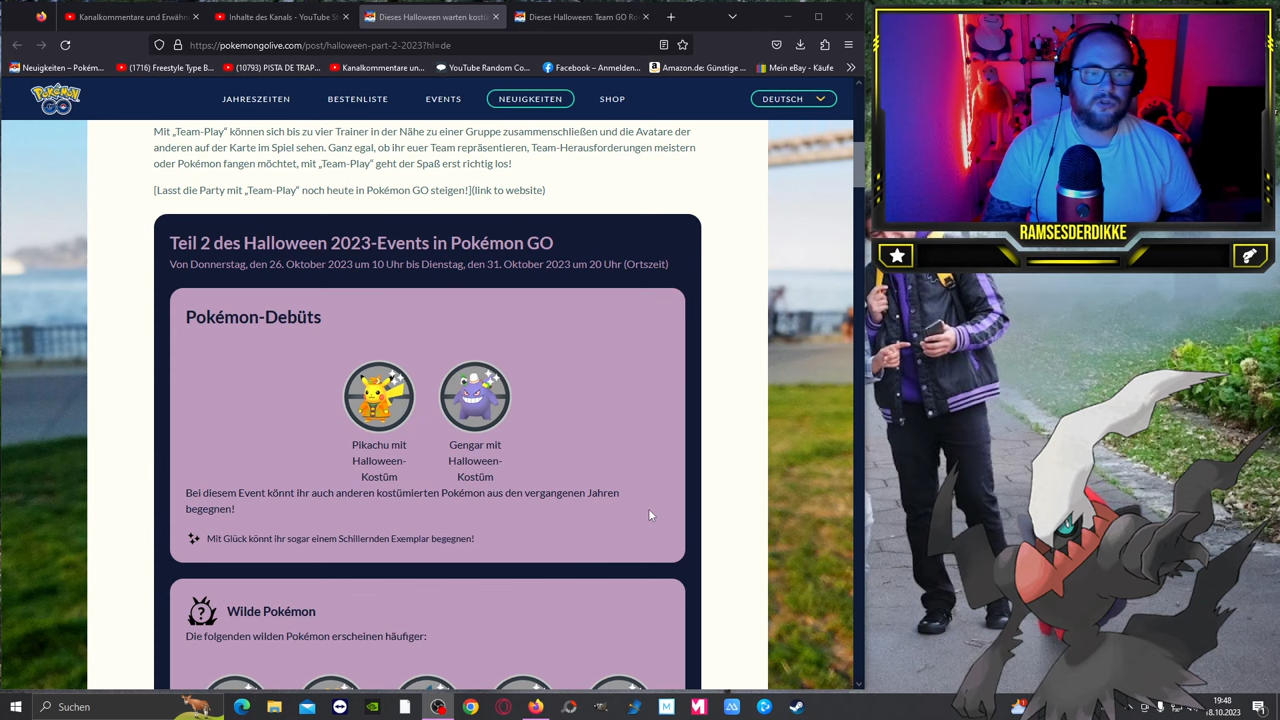 Kanalkommentare und Erwähn
Inhalte des Kanals - YouTube St
Dieses Halloween warten kostü
Dieses Halloween: Team GO Ro
https://pokemongolive.com/post/halloween-part-2-2023?hl=de
Neuigkeiten – Pokém...
(1716) Freestyle Type B...
(10793) PISTA DE TRAP...
Kanalkommentare un...
YouTube Random Co...
Facebook – Anmelden...
Amazon.de: Günstige ...
Mein eBay - Käufe
Pokémon GO
JAHRESZEITEN
BESTENLISTE
EVENTS
NEUIGKEITEN
SHOP
DEUTSCH
Mit „Team-Play“ können sich bis zu vier Trainer in der Nähe zu einer Gruppe zusammenschließen und die Avatare der
anderen auf der Karte im Spiel sehen. Ganz egal, ob ihr euer Team repräsentieren, Team-Herausforderungen meistern
oder Pokémon fangen möchtet, mit „Team-Play“ geht der Spaß erst richtig los!
[Lasst die Party mit „Team-Play“ noch heute in Pokémon GO steigen!](link to website)
Teil 2 des Halloween 2023-Events in Pokémon GO
Von Donnerstag, den 26. Oktober 2023 um 10 Uhr bis Dienstag, den 31. Oktober 2023 um 20 Uhr (Ortszeit)
Pokémon-Debüts
Pikachu mit
Halloween-
Kostüm
Gengar mit
Halloween-
Kostüm
Bei diesem Event könnt ihr auch anderen kostümierten Pokémon aus den vergangenen Jahren
begegnen!
Mit Glück könnt ihr sogar einem Schillernden Exemplar begegnen!
Wilde Pokémon
Die folgenden wilden Pokémon erscheinen häufiger:
RAMSESDERDIKKE
Suchen
19:48
18.10.2023